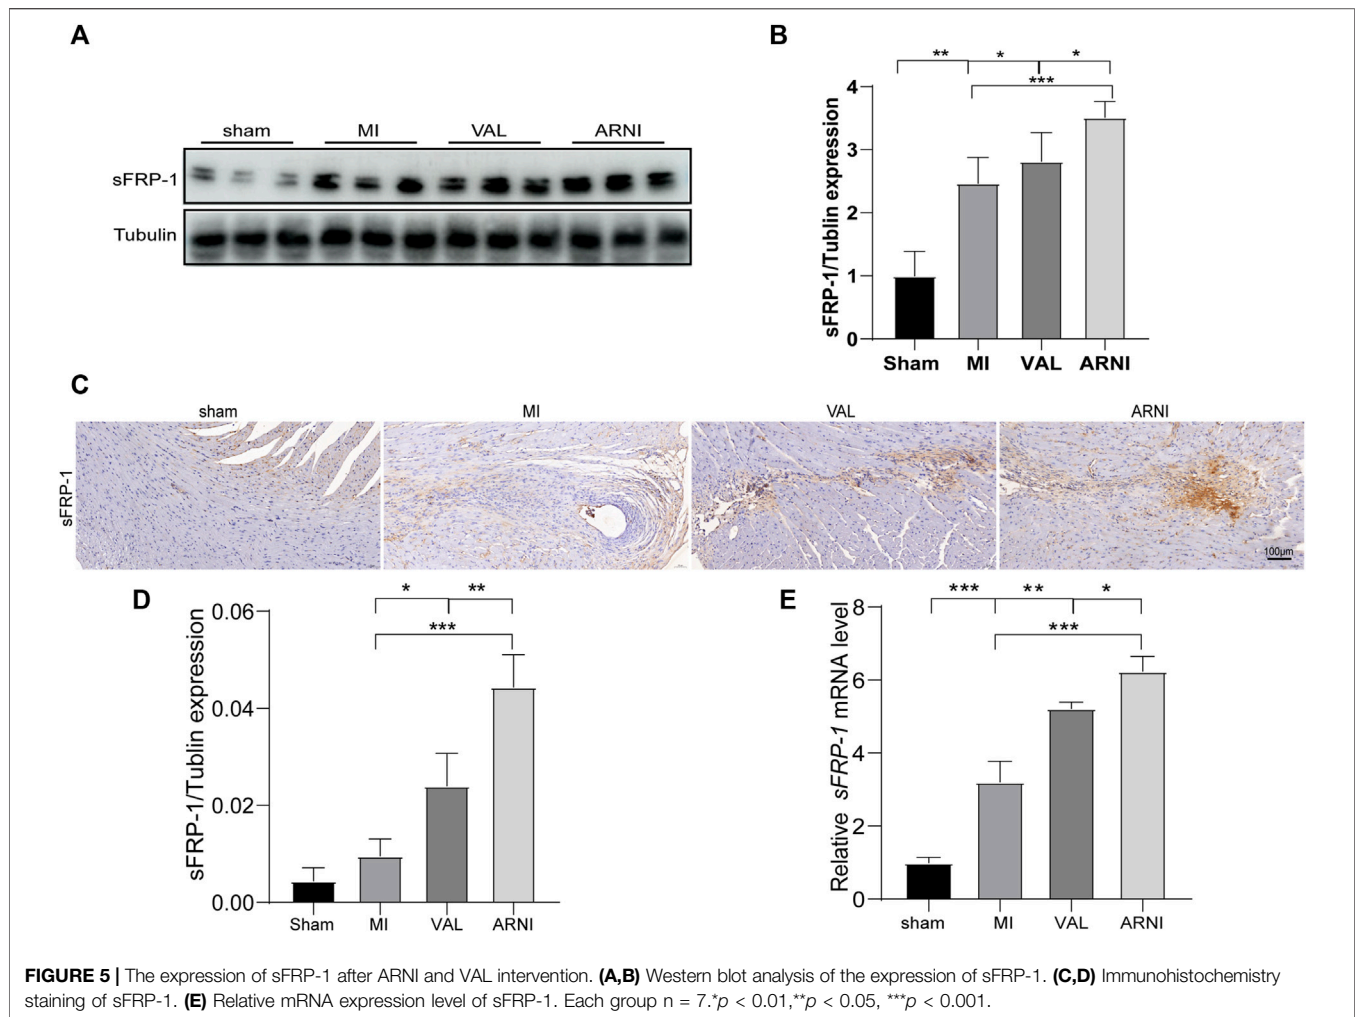 A
sham MI VAL ARNI
sFRP-1
Tubulin
B
** * *
***
sFRP-1/Tublin expression
4
3
2
1
0
Sham MI VAL ARNI
C
sham MI VAL ARNI
sFRP-1
100μm
D
* **
***
sFRP-1/Tublin expression
0.06
0.04
0.02
0.00
Sham MI VAL ARNI
E
*** ** *
***
Relative sFRP-1 mRNA level
8
6
4
2
0
sham MI VAL ARNI
FIGURE 5 | The expression of sFRP-1 after ARNI and VAL intervention. (A,B) Western blot analysis of the expression of sFRP-1. (C,D) Immunohistochemistry
staining of sFRP-1. (E) Relative mRNA expression level of sFRP-1. Each group n = 7.*p < 0.01,**p < 0.05, ***p < 0.001.